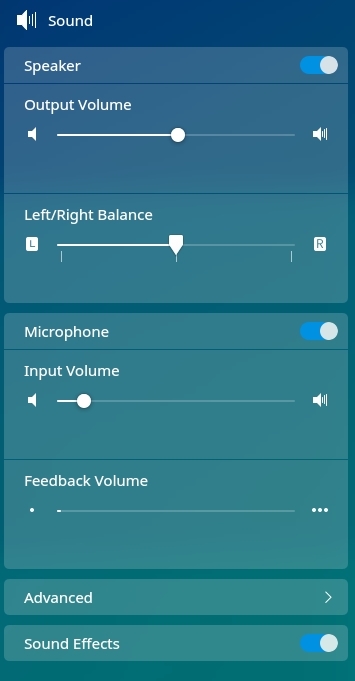 Sound
Speaker
Output Volume
Left/Right Balance
L
R
Microphone
Input Volume
Feedback Volume
Advanced
Sound Effects